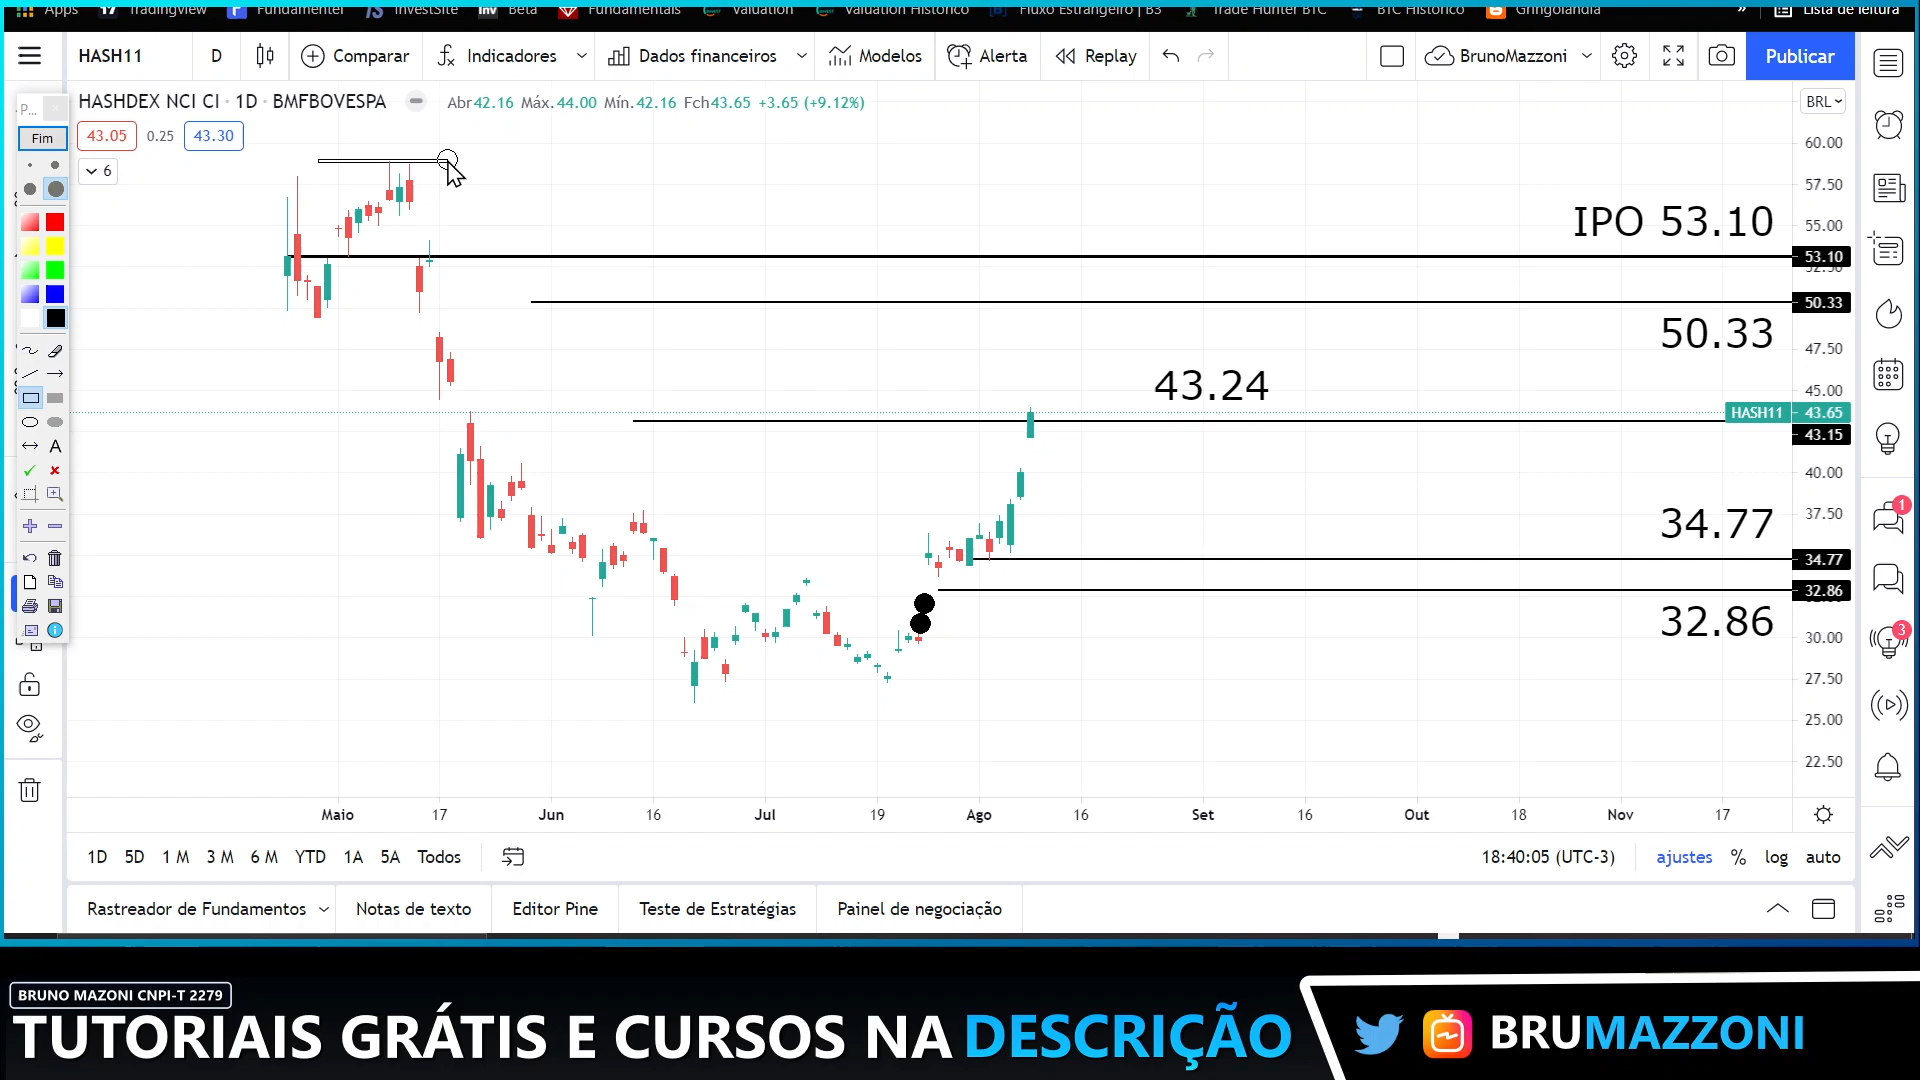 Apps TradingView Fundamentei InvestSite Beta Fundamentals Valuation Valuation Histórico Fluxo Estrangeiro | B3 Trade Hunter BTC BTC Histórico Gringolandia » Lista de leitura
HASH11 D Comparar Indicadores Dados financeiros Modelos Alerta Replay BrunoMazzoni Publicar
HASHDEX NCI CI · 1D · BMFBOVESPA Abr42.16 Máx.44.00 Mín.42.16 Fch43.65 +3.65 (+9.12%)
BRL
P...
Fim
43.05 0.25 43.30
6
60.00
57.50
IPO 53.10
55.00
53.10
52.50
50.33
50.33
47.50
43.24
45.00
HASH11 43.65
43.15
40.00
37.50
34.77
34.77
32.86
32.86
30.00
27.50
25.00
22.50
A
1
3
Maio 17 Jun 16 Jul 19 Ago 16 Set 16 Out 18 Nov 17
1D 5D 1 M 3 M 6 M YTD 1A 5A Todos 18:40:05 (UTC-3) ajustes % log auto
Rastreador de Fundamentos Notas de texto Editor Pine Teste de Estratégias Painel de negociação
BRUNO MAZONI CNPI-T 2279
TUTORIAIS GRÁTIS E CURSOS NA DESCRIÇÃO
BRUMAZZONI